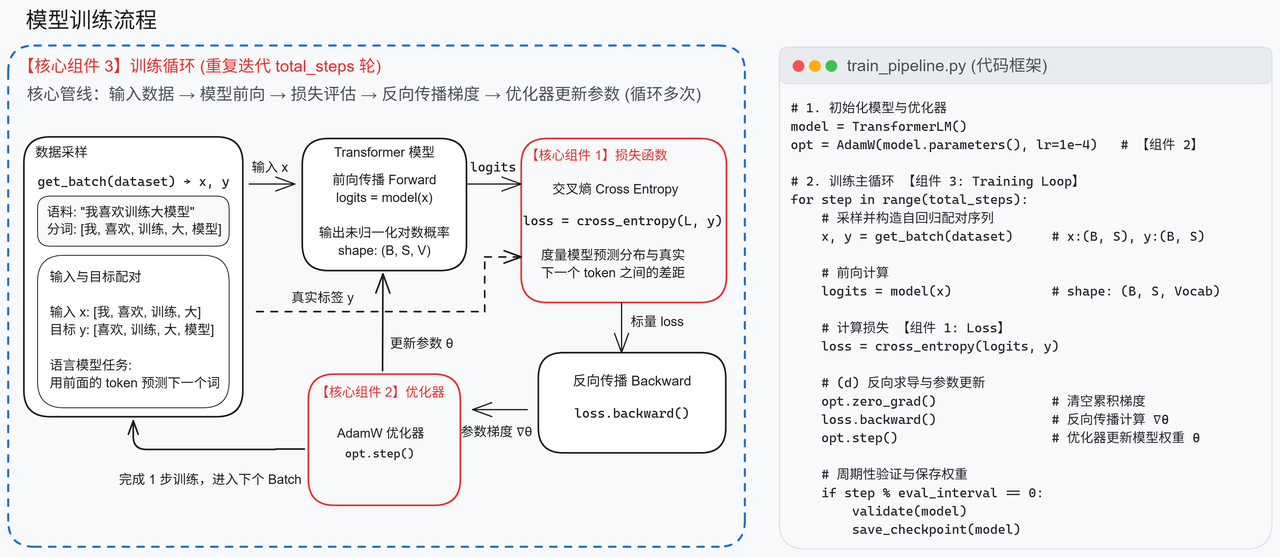 模型训练流程
【核心组件 3】训练循环 (重复迭代 total_steps 轮)
核心管线：输入数据 → 模型前向 → 损失评估 → 反向传播梯度 → 优化器更新参数 (循环多次)
数据采样
get_batch(dataset) → x, y
语料: "我喜欢训练大模型"
分词: [我, 喜欢, 训练, 大, 模型]
输入与目标配对
输入 x: [我, 喜欢, 训练, 大]
目标 y: [喜欢, 训练, 大, 模型]
语言模型任务:
用前面的 token 预测下一个词
输入 x
Transformer 模型
前向传播 Forward
logits = model(x)
输出未归一化对数概率
shape: (B, S, V)
logits
【核心组件 1】损失函数
交叉熵 Cross Entropy
loss = cross_entropy(L, y)
度量模型预测分布与真实
下一个 token 之间的差距
真实标签 y
标量 loss
反向传播 Backward
loss.backward()
参数梯度 ∇θ
【核心组件 2】优化器
AdamW 优化器
opt.step()
更新参数 θ
完成 1 步训练，进入下个 Batch
train_pipeline.py (代码框架)
# 1. 初始化模型与优化器
model = TransformerLM()
opt = AdamW(model.parameters(), lr=1e-4)   # 【组件 2】
# 2. 训练主循环 【组件 3: Training Loop】
for step in range(total_steps):
    # 采样并构造自回归配对序列
    x, y = get_batch(dataset)     # x:(B, S), y:(B, S)
    # 前向计算
    logits = model(x)             # shape: (B, S, Vocab)
    # 计算损失 【组件 1: Loss】
    loss = cross_entropy(logits, y)
    # (d) 反向求导与参数更新
    opt.zero_grad()               # 清空累积梯度
    loss.backward()               # 反向传播计算 ∇θ
    opt.step()                    # 优化器更新模型权重 θ
    # 周期性验证与保存权重
    if step % eval_interval == 0:
        validate(model)
        save_checkpoint(model)